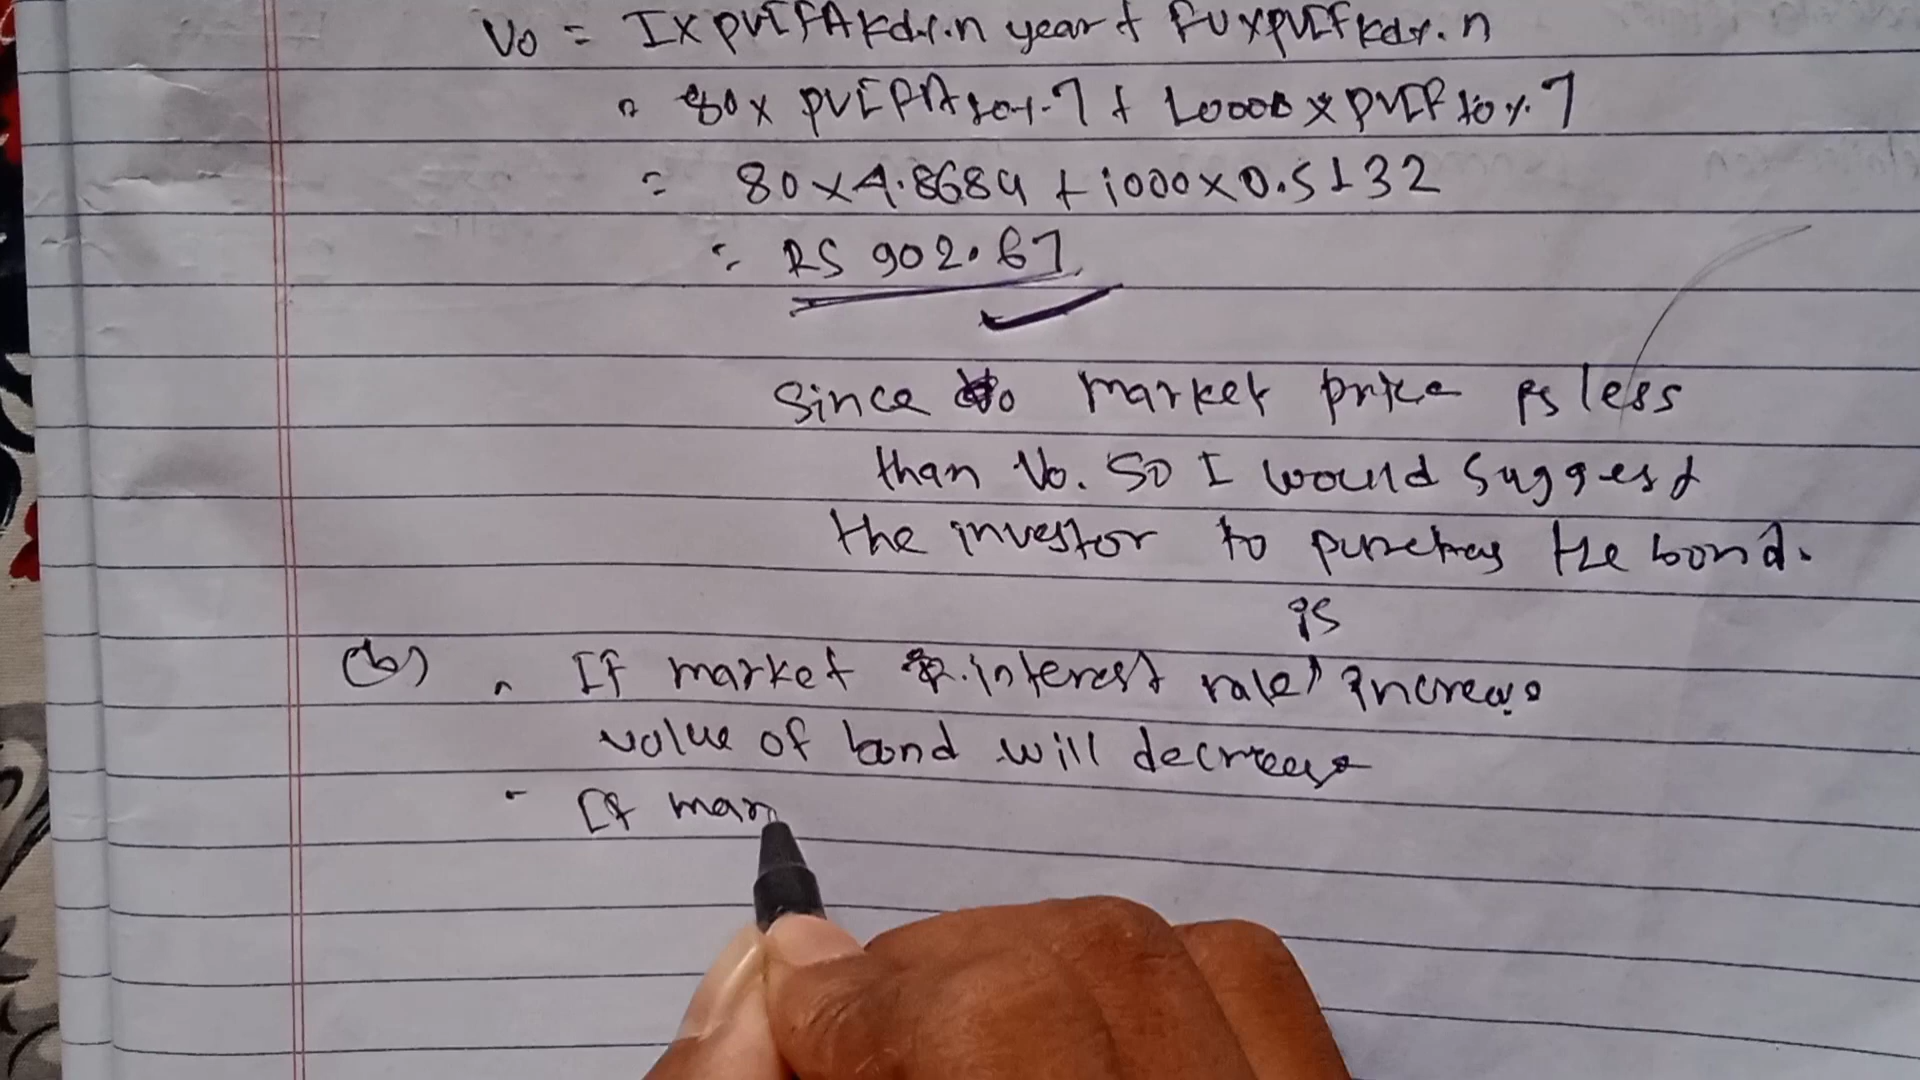 V0 = I x PVIFA Kd%.n year + FV x PVIF kd%.n
= 80 x PVIFA 10%.7 + 1000 x PVIF 10%.7
= 80 x 4.8684 + 1000 x 0.5132
= RS 902.67
Since market price is less
than V0. So I would suggest
the investor to purchas the bond.
is
(b) - If market interest rate increase
value of bond will decrease
- If mar